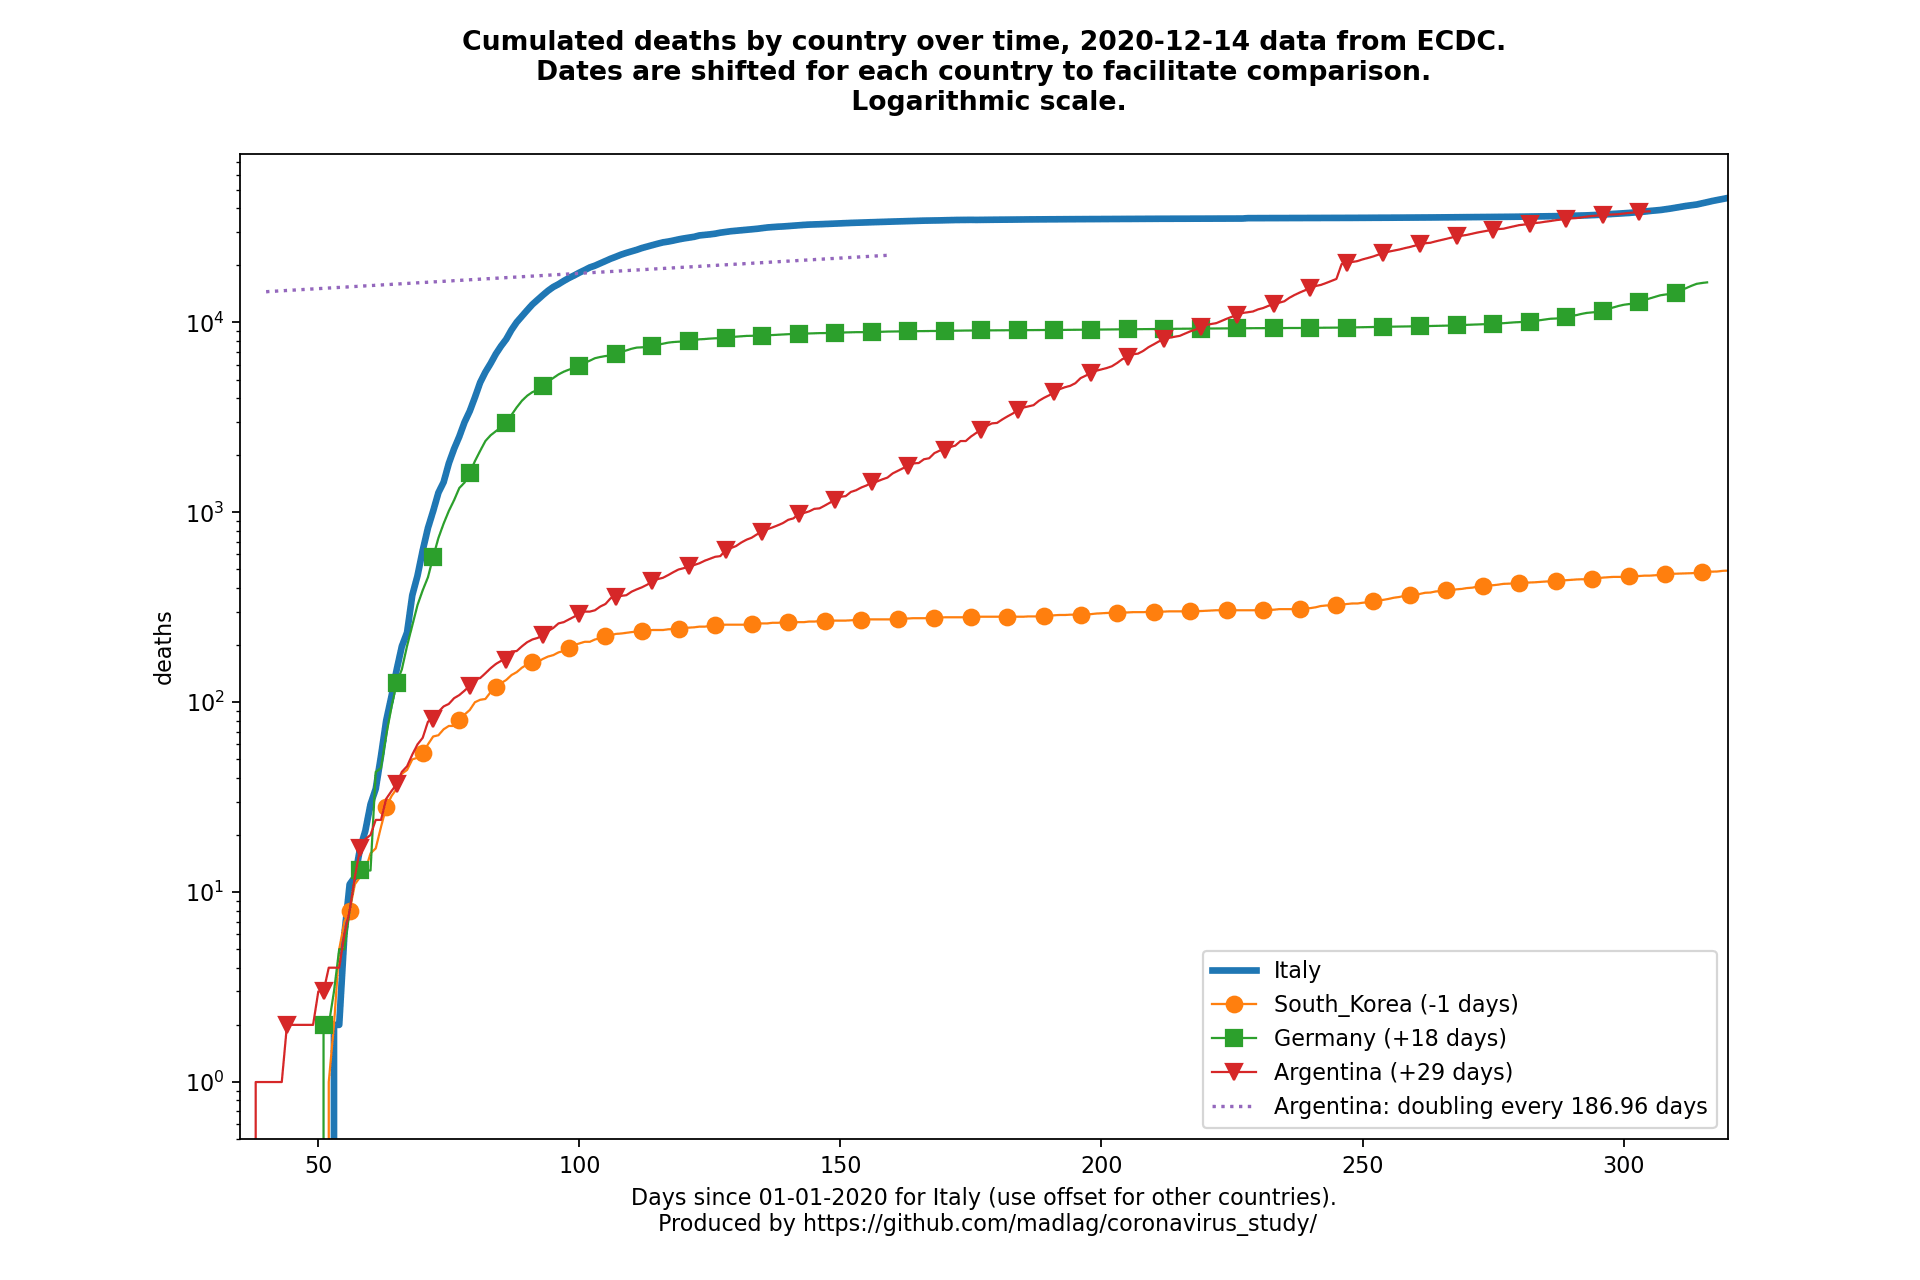 Cumulated deaths by country over time, 2020-12-14 data from ECDC.
Dates are shifted for each country to facilitate comparison.
Logarithmic scale.
deaths
10^4
10^3
10^2
10^1
10^0
Italy
South_Korea (-1 days)
Germany (+18 days)
Argentina (+29 days)
Argentina: doubling every 186.96 days
50 100 150 200 250 300
Days since 01-01-2020 for Italy (use offset for other countries).
Produced by https://github.com/madlag/coronavirus_study/